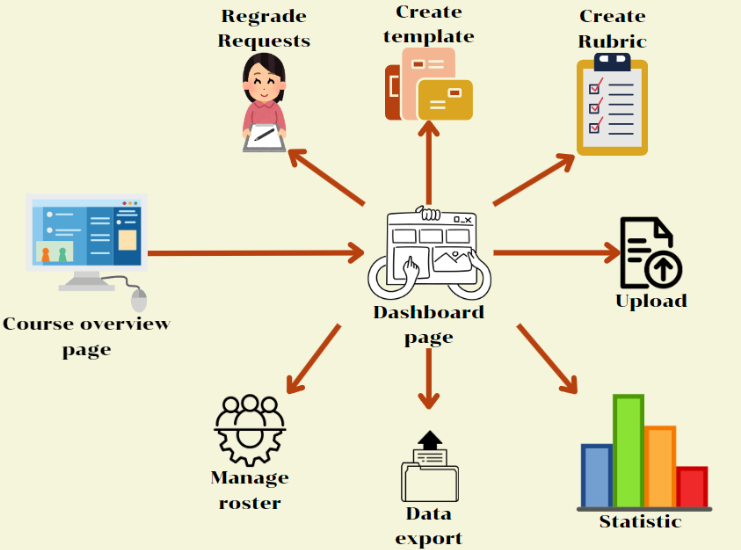 Regrade
Requests
Create
template
Create
Rubric
Course overview
page
Dashboard
page
Upload
Manage
roster
Data
export
Statistic